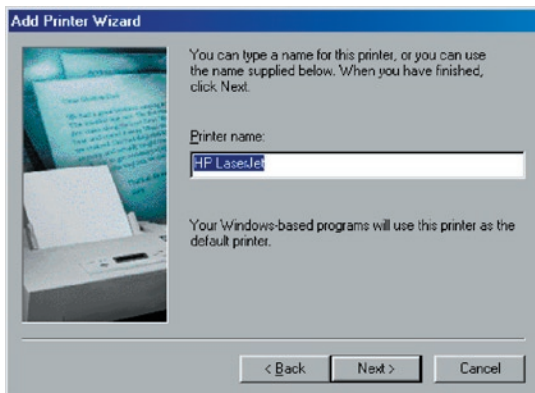 Add Printer Wizard
You can type a name for this printer, or you can use
the name supplied below. When you have finished,
click Next.
Printer name:
HP LaserJet
Your Windows-based programs will use this printer as the
default printer.
< Back
Next >
Cancel